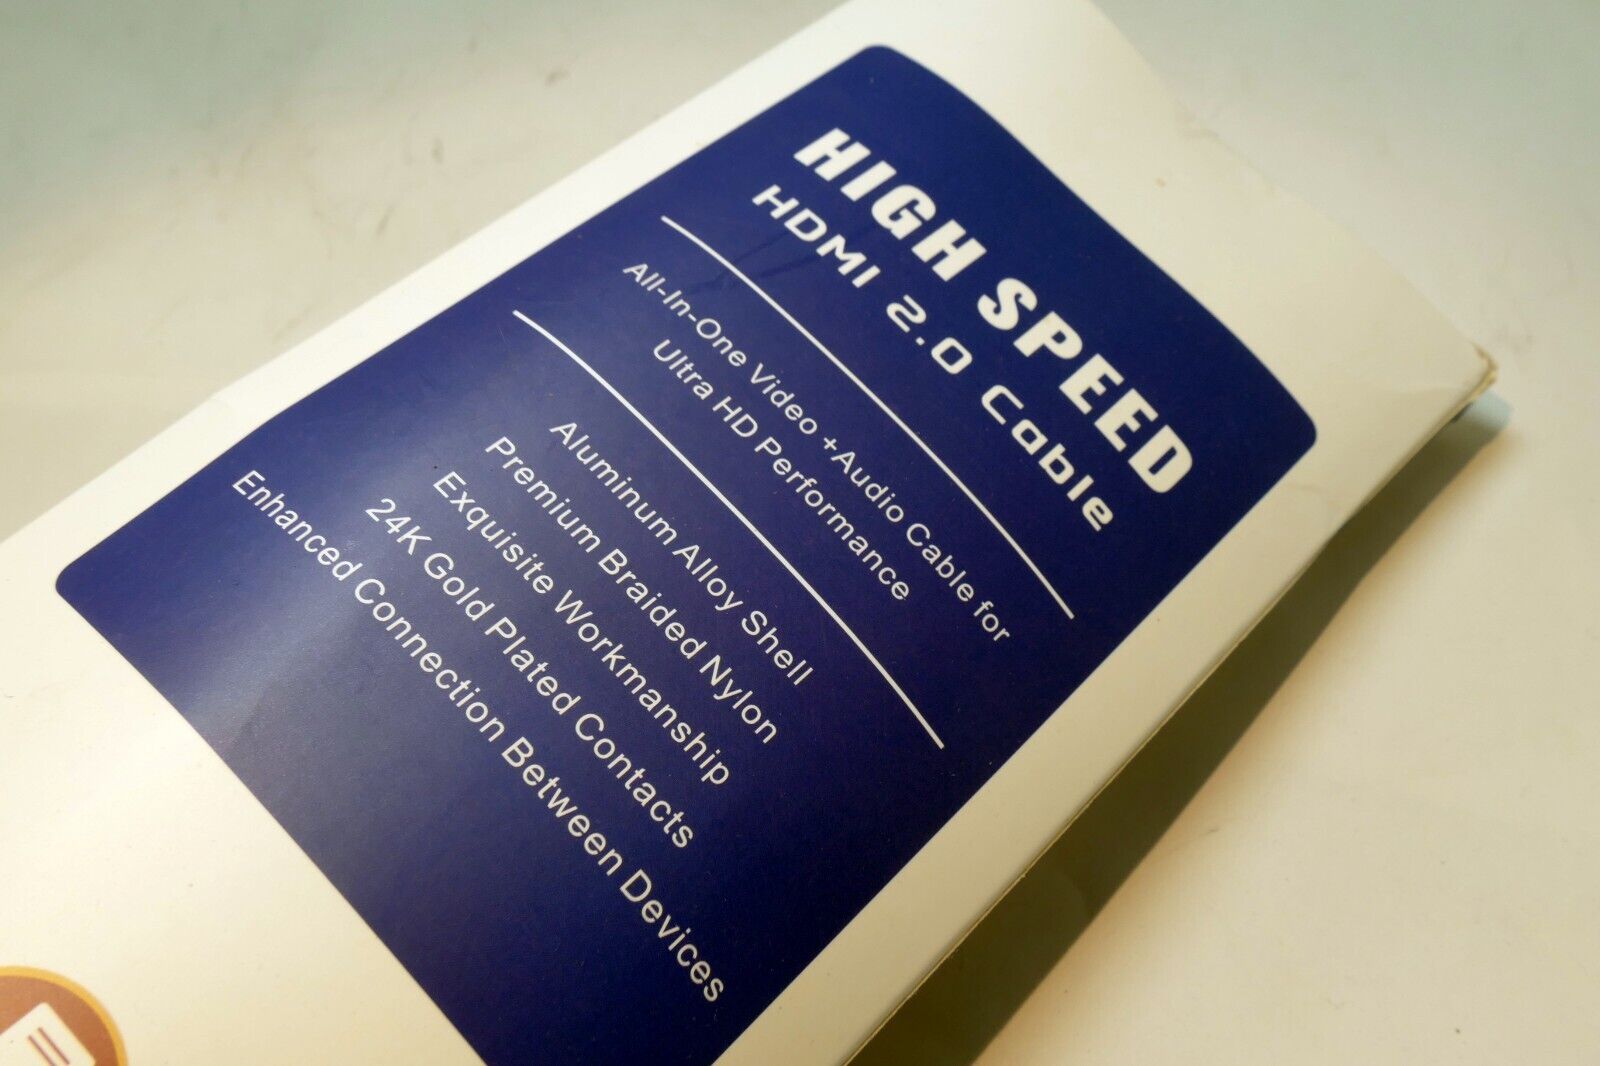 HIGH SPEED
HDMI 2.0 Cable
All-In-One Video +Audio Cable for
Ultra HD Performance
Aluminum Alloy Shell
Premium Braided Nylon
Exquisite Workmanship
24K Gold Plated Contacts
Enhanced Connection Between Devices